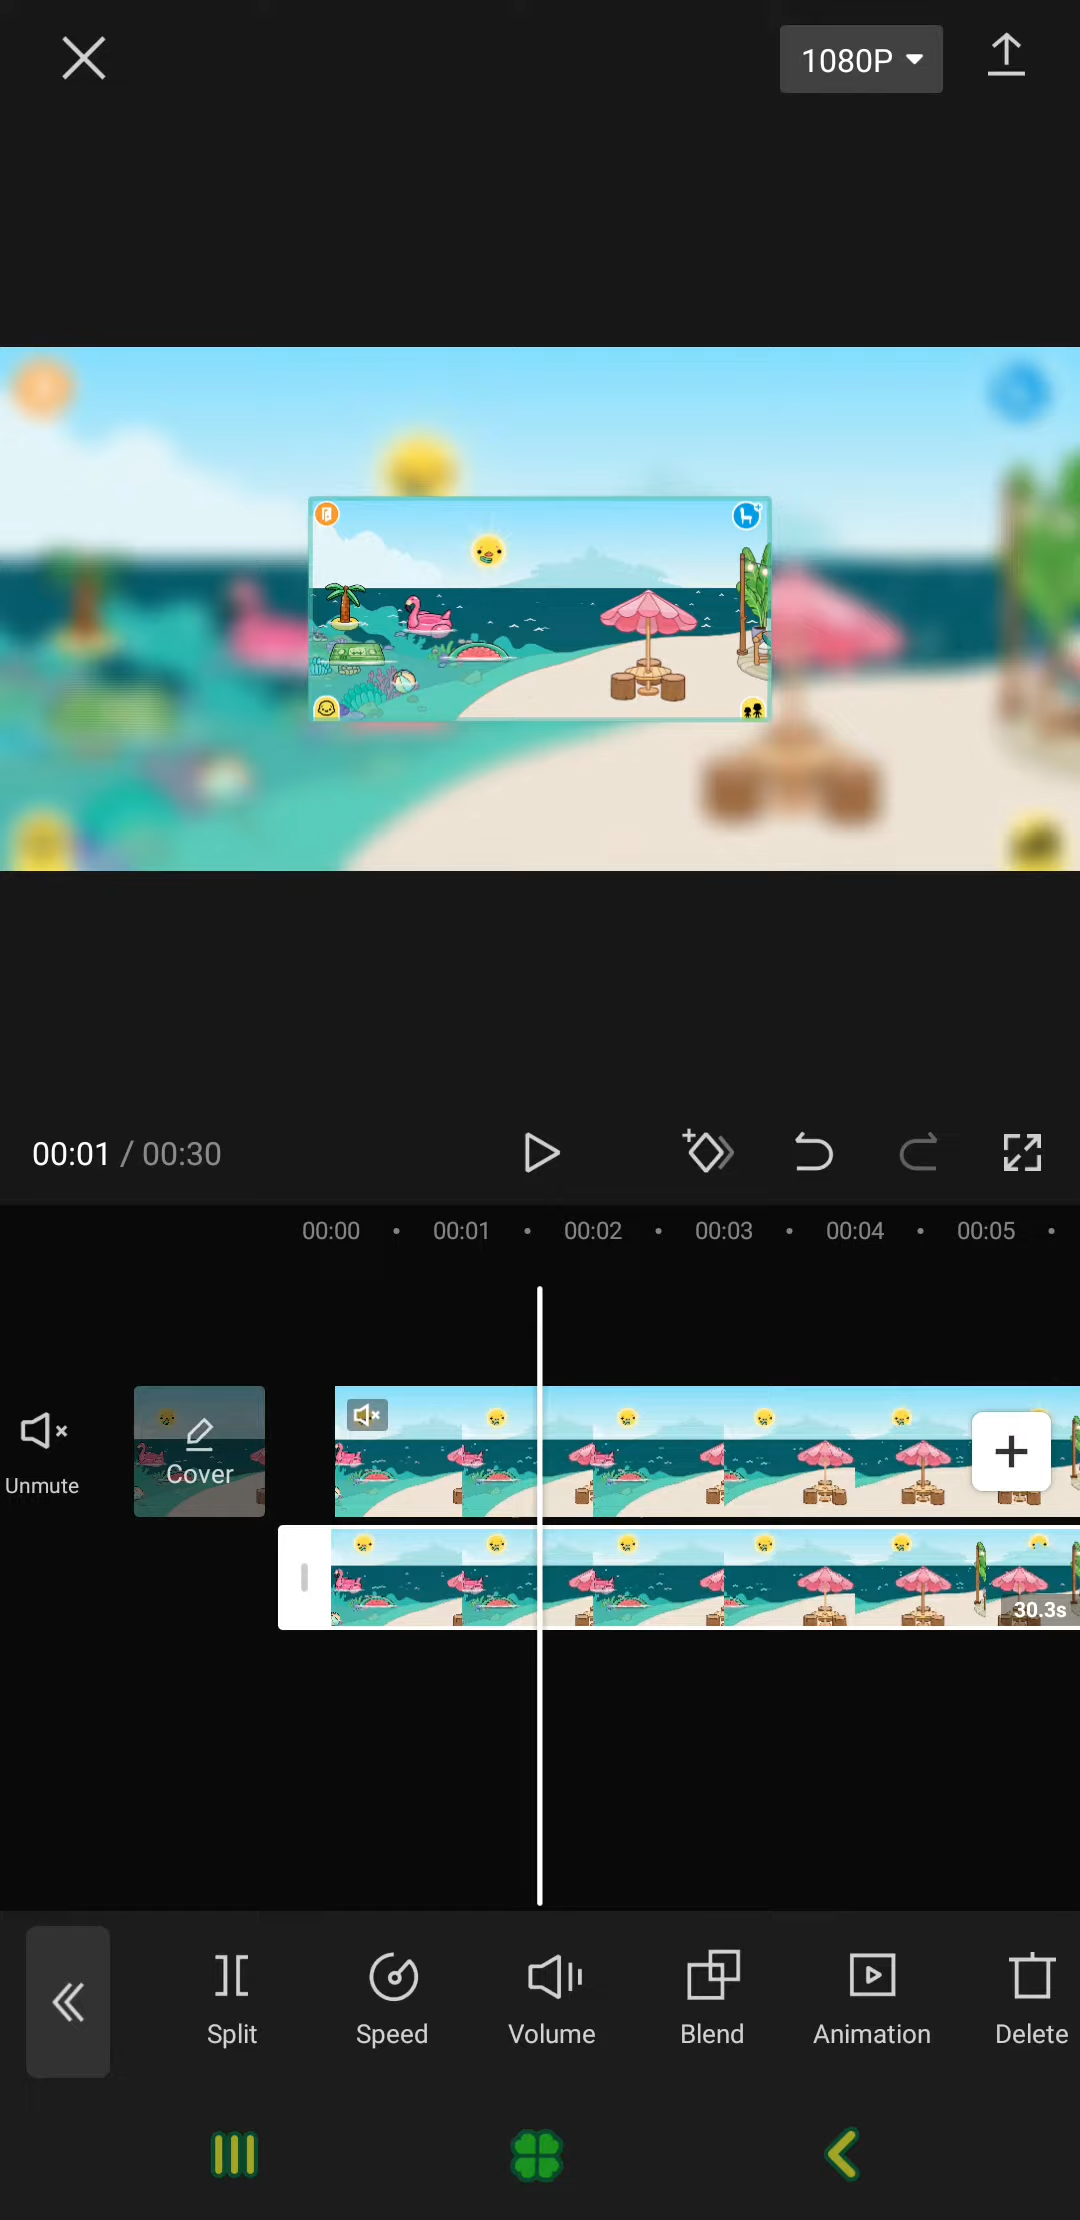 1080P
00:01 / 00:30
00:00 00:01 00:02 00:03 00:04 00:05
Unmute
Cover
30.3s
Split Speed Volume Blend Animation Delete